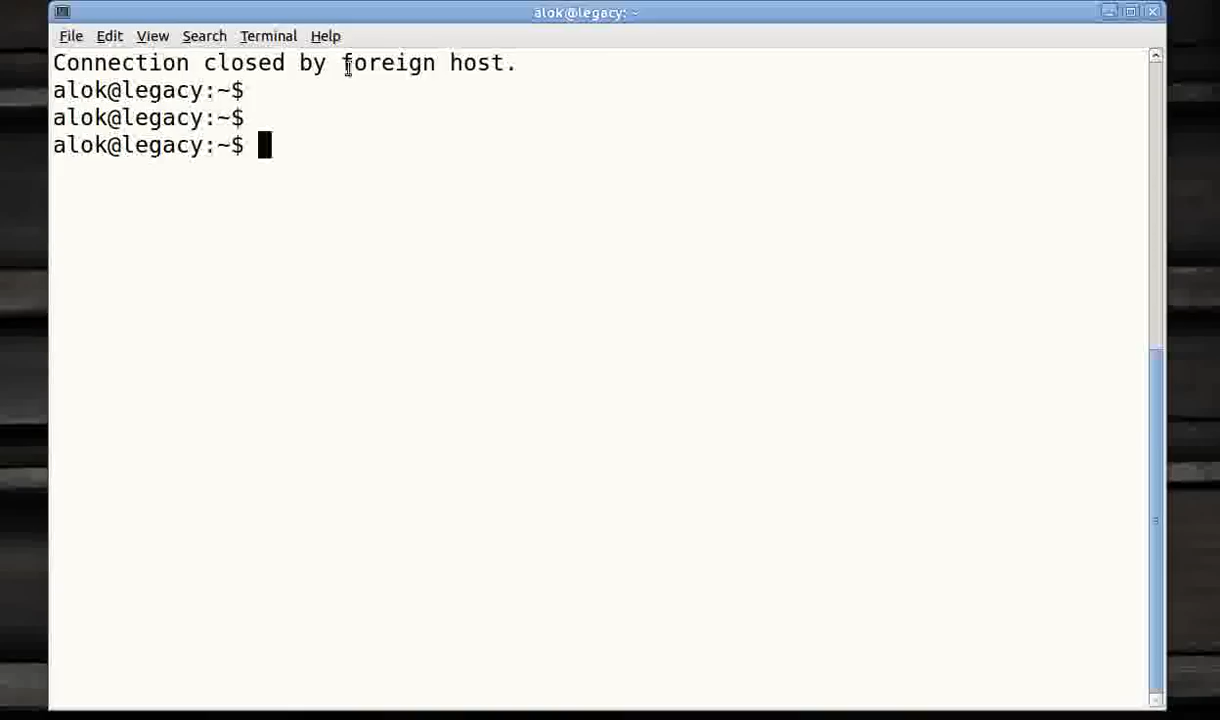 alok@legacy: ~
File Edit View Search Terminal Help
Connection closed by foreign host.
alok@legacy:~$
alok@legacy:~$
alok@legacy:~$